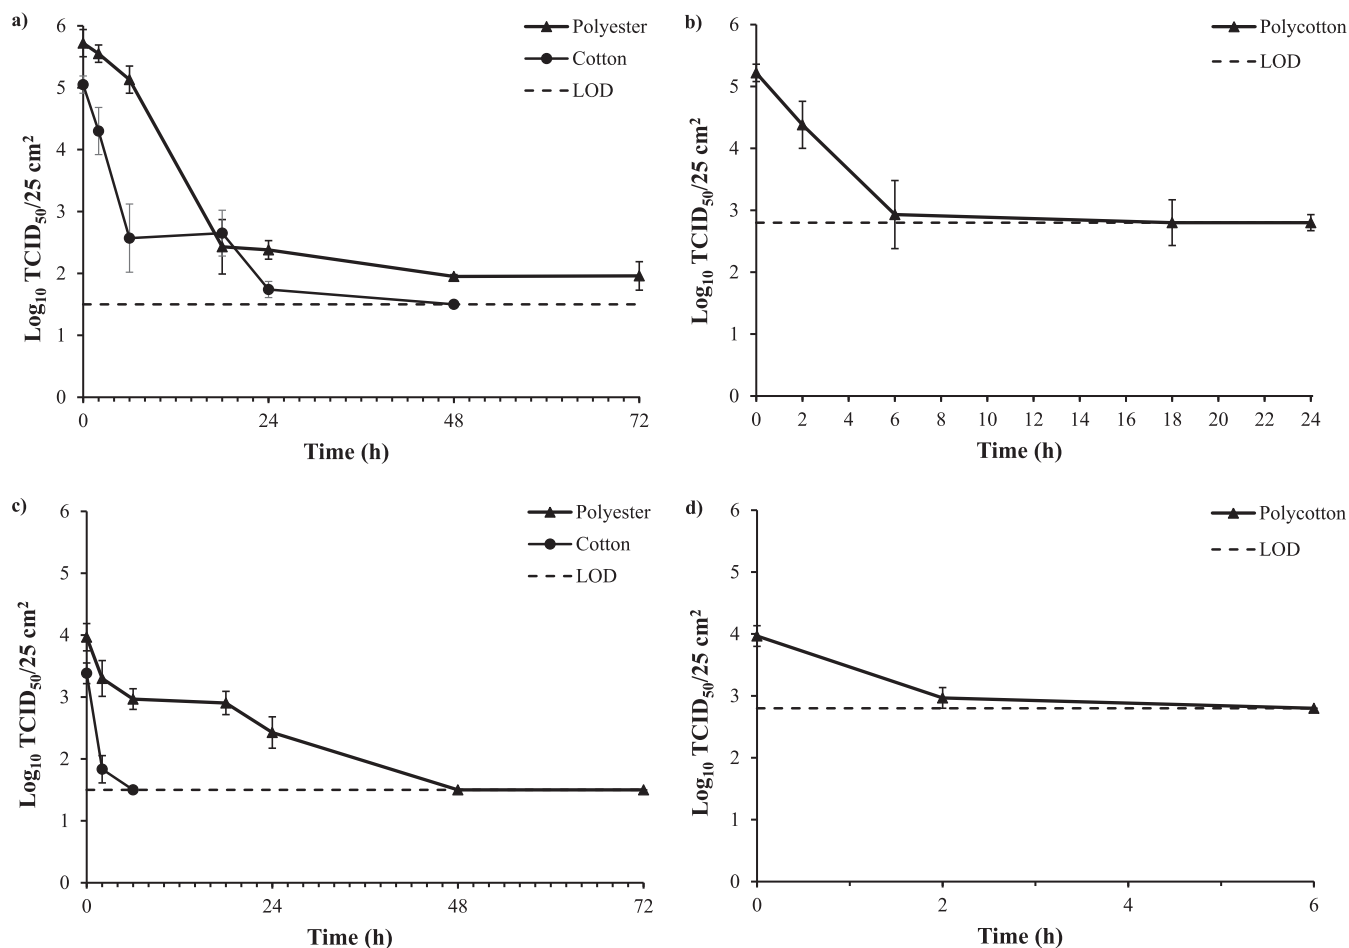 a)
Polyester
Cotton
LOD
Log10 TCID50/25 cm2
6
5
4
3
2
1
0
0 24 48 72
Time (h)
b)
Polycotton
LOD
Log10 TCID50/25 cm2
6
5
4
3
2
1
0
0 2 4 6 8 10 12 14 16 18 20 22 24
Time (h)
c)
Polyester
Cotton
LOD
Log10 TCID50/25 cm2
6
5
4
3
2
1
0
0 24 48 72
Time (h)
d)
Polycotton
LOD
Log10 TCID50/25 cm2
6
5
4
3
2
1
0
0 2 4 6
Time (h)